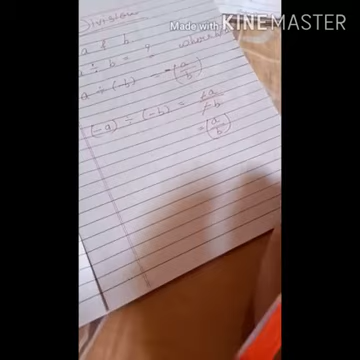 Made with KINEMASTER
Division
a & b
a ÷ b = ?
a ÷ (-b) = -(a/b)
(-a) ÷ (-b) = -a/-b
= (a/b)